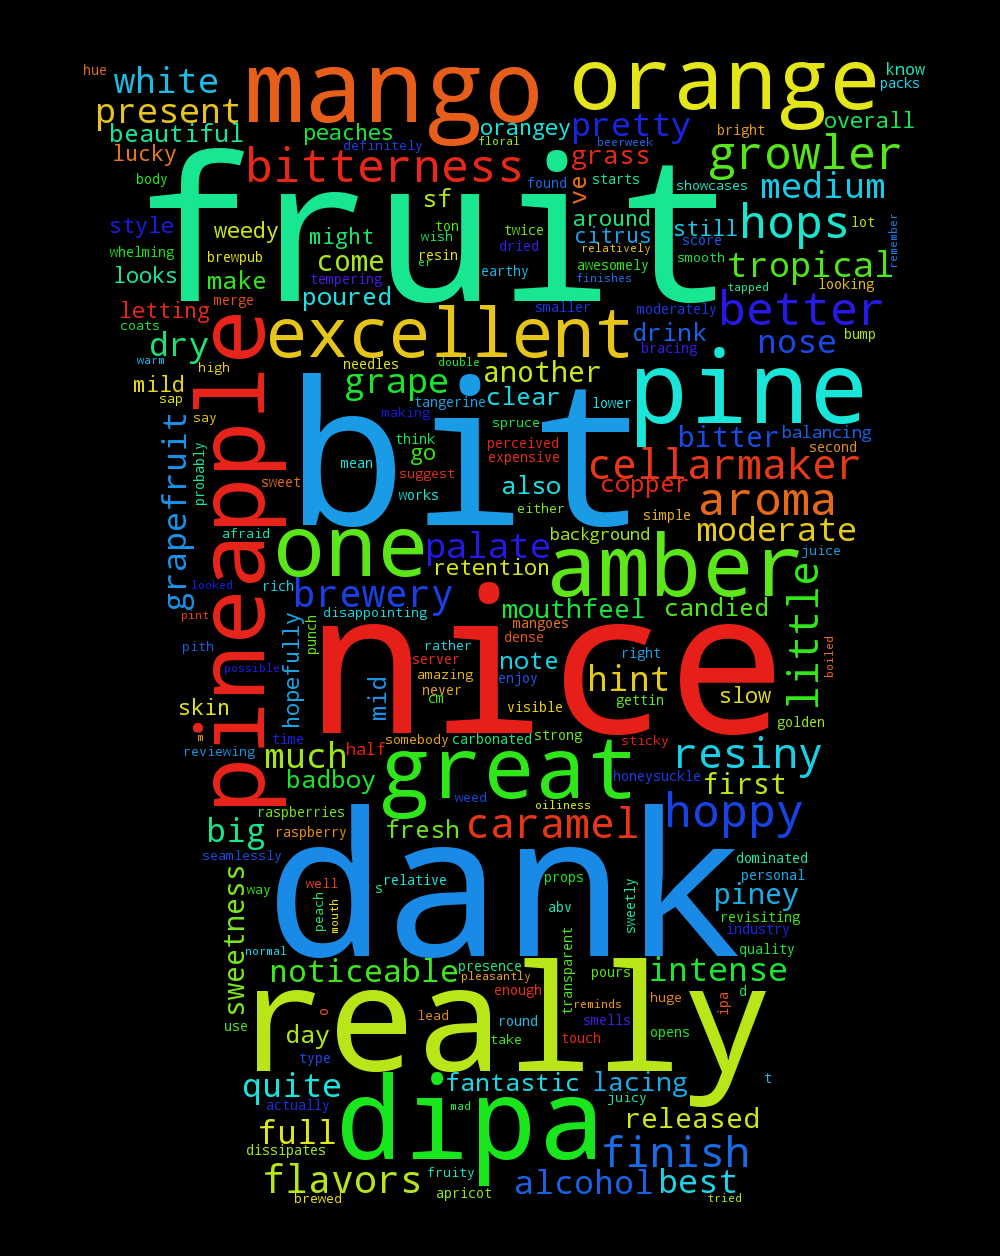 hue white mango orange know
packs
present
beautiful peaches orangey pretty bright overall
definitely floral beerweek
lucky bitterness grass growler
body fruit found ve starts showcases medium
style weedy sf ton twice around still hops lot remember
whelming brewpub might wish dried citrus score
resin relatively
looks make come er earthy awesomely smooth tropical
tempering finishes looking
letting merge poured smaller moderately tapped better
coats excellent drink bump
dry pineapple bracing nose
warm high needles double another
mild grape tangerine clear lower pine
sap making
say spruce bitter balancing
grapefruit bit think perceived second
probably go expensive cellarmaker
mean suggest
sweet works also copper aroma
either simple
afraid one palate background moderate
retention amber juice
looked rich brewery little
pint disappointing mouthfeel candied
punch mangoes
dense
pith hopefully nice rather note right boiled
possible server
amazing enjoy hint
mid never gettin slow
skin cm visible golden
m
time somebody carbonated strong sticky
reviewing much half great resiny
badboy honeysuckle first
weed oiliness
raspberries hoppy
big raspberry fresh caramel
seamlessly dank dominated
sweetness way well s relative props personal
peach mouth abv sweetly piney
revisiting
industry
normal quality
noticeable presence transparent pours intense
pleasantly
enough huge d
really reminds ipa
use o lead round smells opens
day take touch
type
quite fantastic lacing t
actually dipa mad juicy
full released
dissipates finish
flavors fruity alcohol best
brewed apricot tried